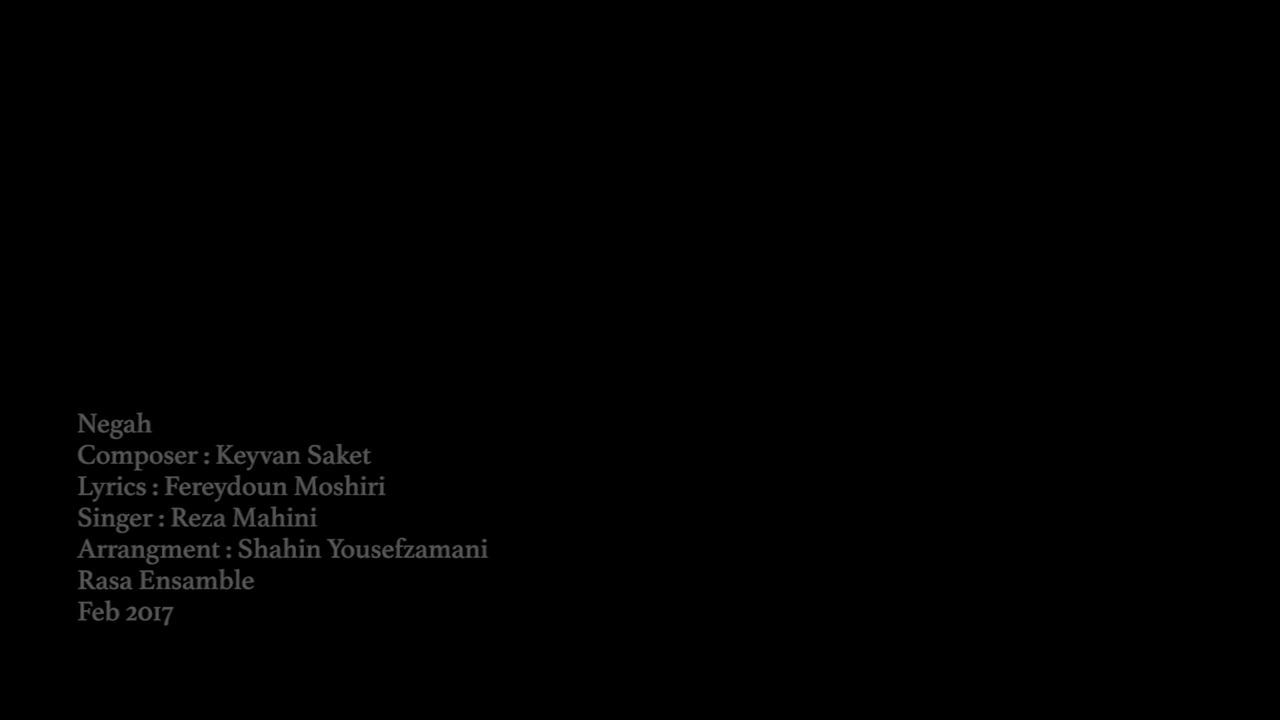 Negah
Composer : Keyvan Saket
Lyrics : Fereydoun Moshiri
Singer : Reza Mahini
Arrangment : Shahin Yousefzamani
Rasa Ensamble
Feb 2017